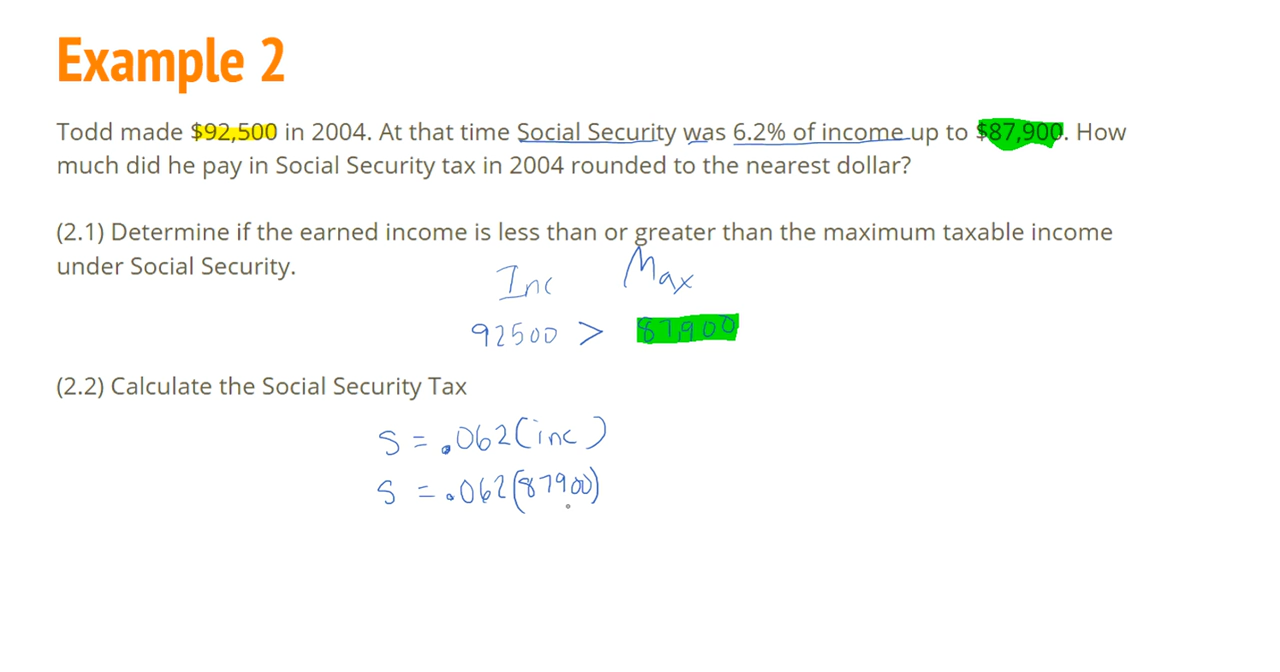 Example 2
Todd made $92,500 in 2004. At that time Social Security was 6.2% of income up to $87,900. How
much did he pay in Social Security tax in 2004 rounded to the nearest dollar?
(2.1) Determine if the earned income is less than or greater than the maximum taxable income
under Social Security.
Inc Max
92500 > 87900
(2.2) Calculate the Social Security Tax
S = .062(inc)
S = .062(87900)